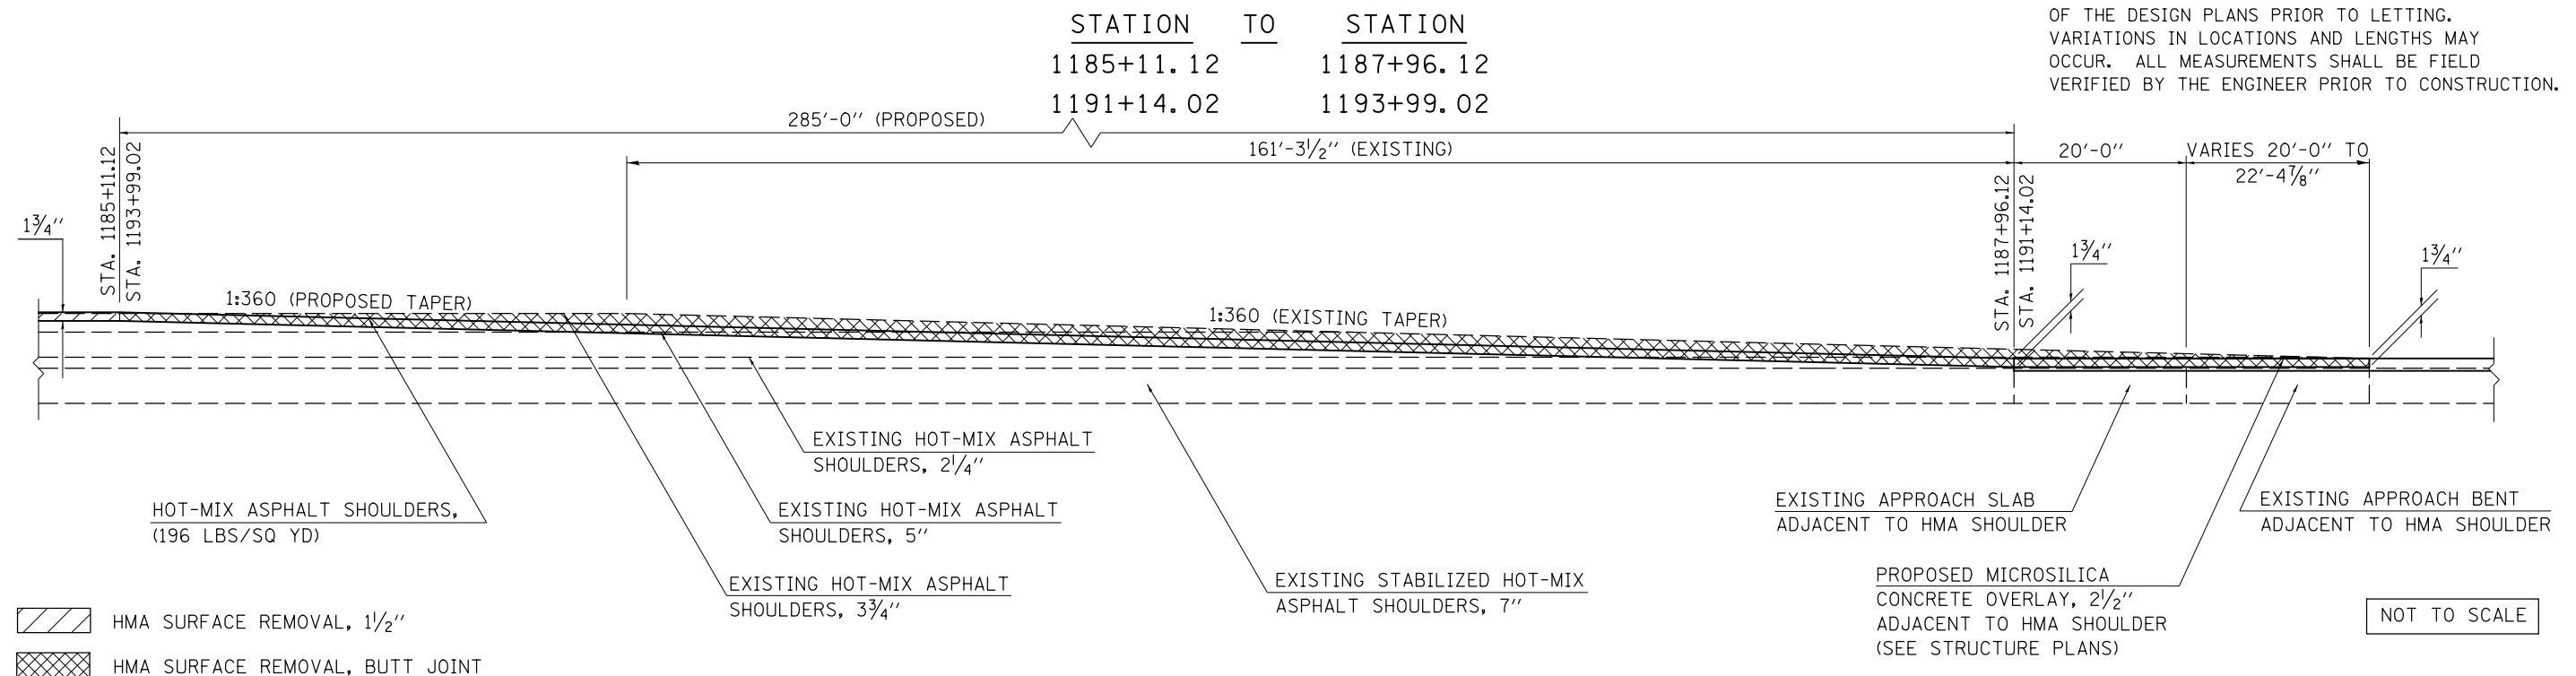 STATION TO STATION
1185+11.12 1187+96.12
1191+14.02 1193+99.02
OF THE DESIGN PLANS PRIOR TO LETTING.
VARIATIONS IN LOCATIONS AND LENGTHS MAY
OCCUR. ALL MEASUREMENTS SHALL BE FIELD
VERIFIED BY THE ENGINEER PRIOR TO CONSTRUCTION.
285'-0" (PROPOSED)
161'-3½" (EXISTING)
20'-0"
VARIES 20'-0" TO
22'-4⅞"
1¾"
STA. 1185+11.12
STA. 1193+99.02
STA. 1187+96.12
STA. 1191+14.02
1¾"
1¾"
1:360 (PROPOSED TAPER)
1:360 (EXISTING TAPER)
EXISTING HOT-MIX ASPHALT
SHOULDERS, 2¼"
HOT-MIX ASPHALT SHOULDERS,
(196 LBS/SQ YD)
EXISTING HOT-MIX ASPHALT
SHOULDERS, 5"
EXISTING HOT-MIX ASPHALT
SHOULDERS, 3¾"
EXISTING STABILIZED HOT-MIX
ASPHALT SHOULDERS, 7"
EXISTING APPROACH SLAB
ADJACENT TO HMA SHOULDER
EXISTING APPROACH BENT
ADJACENT TO HMA SHOULDER
PROPOSED MICROSILICA
CONCRETE OVERLAY, 2½"
ADJACENT TO HMA SHOULDER
(SEE STRUCTURE PLANS)
NOT TO SCALE
HMA SURFACE REMOVAL, 1½"
HMA SURFACE REMOVAL, BUTT JOINT